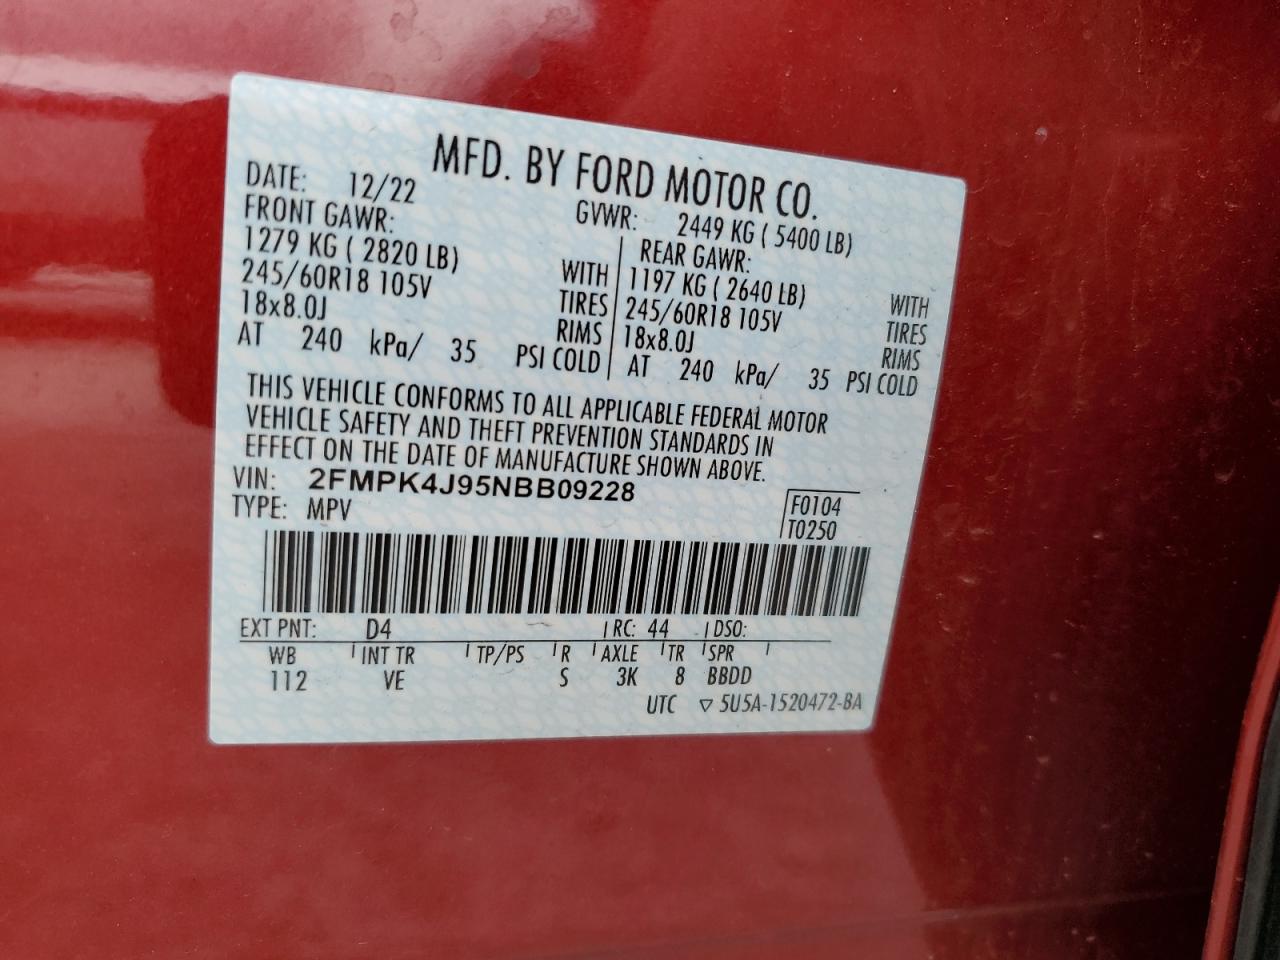 MFD. BY FORD MOTOR CO.
DATE: 12/22 GVWR: 2449 KG ( 5400 LB)
FRONT GAWR: REAR GAWR:
1279 KG ( 2820 LB) WITH 1197 KG ( 2640 LB) WITH
245/60R18 105V TIRES 245/60R18 105V TIRES
18x8.0J RIMS 18x8.0J RIMS
AT 240 kPa/ 35 PSI COLD AT 240 kPa/ 35 PSI COLD
THIS VEHICLE CONFORMS TO ALL APPLICABLE FEDERAL MOTOR
VEHICLE SAFETY AND THEFT PREVENTION STANDARDS IN
EFFECT ON THE DATE OF MANUFACTURE SHOWN ABOVE.
VIN: 2FMPK4J95NBB09228
TYPE: MPV
F0104
T0250
EXT PNT: D4 RC: 44 DSO:
WB INT TR TP/PS R AXLE TR SPR
112 VE S 3K 8 BBDD
UTC ▽ 5U5A-1520472-BA